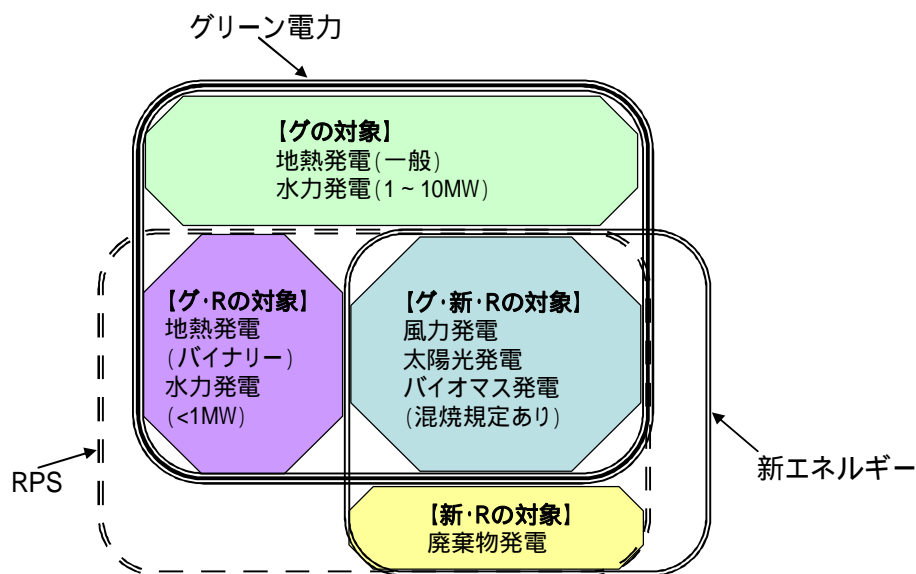 グリーン電力
【グの対象】
地熱発電(一般)
水力発電(1~10MW)
【グ・Rの対象】
地熱発電
(バイナリー)
水力発電
(<1MW)
【グ・新・Rの対象】
風力発電
太陽光発電
バイオマス発電
(混焼規定あり)
RPS
新エネルギー
【新・Rの対象】
廃棄物発電